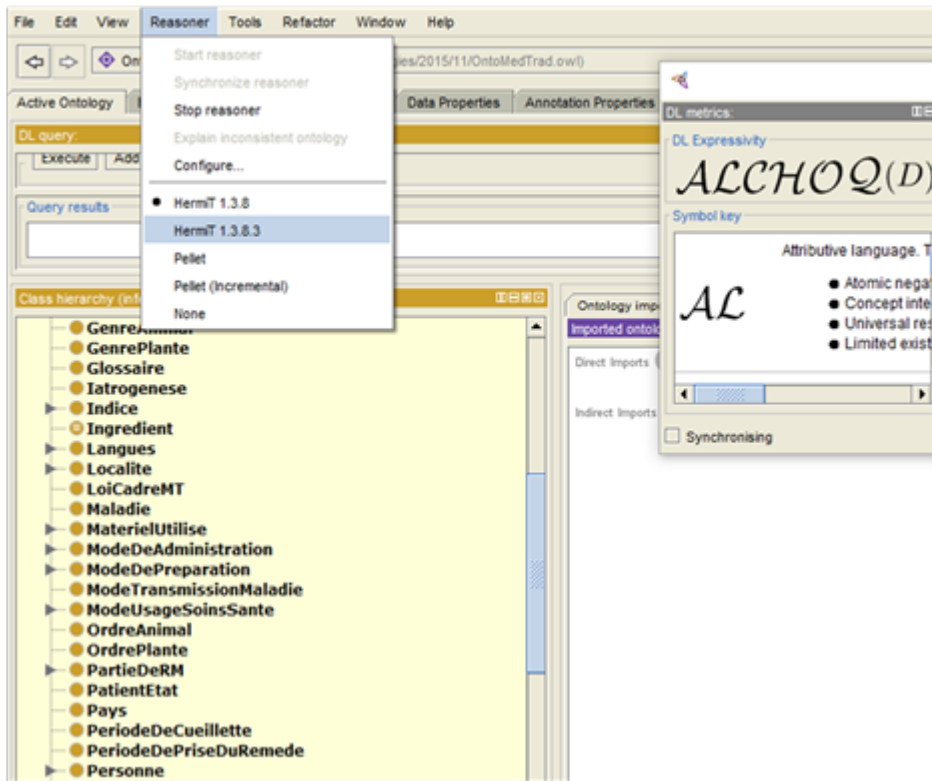 File Edit View Reasoner Tools Refactor Window Help
Start reasoner
ies/2015/11/OntoMedTrad.owl)
Synchronize reasoner
Active Ontology Data Properties Annotation Properties
Stop reasoner
DL metrics:
DL query:
Explain inconsistent ontology
DL Expressivity
Execute Add
Configure...
ALCHOQ(D)
Query results
HermiT 1.3.8
Symbol key
HermiT 1.3.8.3
Attributive language. T
Pellet
AL
Atomic nega
Concept inte
Universal res
Limited exist
Pellet (Incremental)
Class hierarchy (inf
Ontology imp
None
Imported ontolo
GenreAnimal
GenrePlante
Direct Imports
Glossaire
Iatrogenese
Indice
Indirect Imports
Ingredient
Synchronising
Langues
Localite
LoiCadreMT
Maladie
MaterielUtilise
ModeDeAdministration
ModeDePreparation
ModeTransmissionMaladie
ModeUsageSoinsSante
OrdreAnimal
OrdrePlante
PartieDeRM
PatientEtat
Pays
PeriodeDeCueillette
PeriodeDePriseDuRemede
Personne